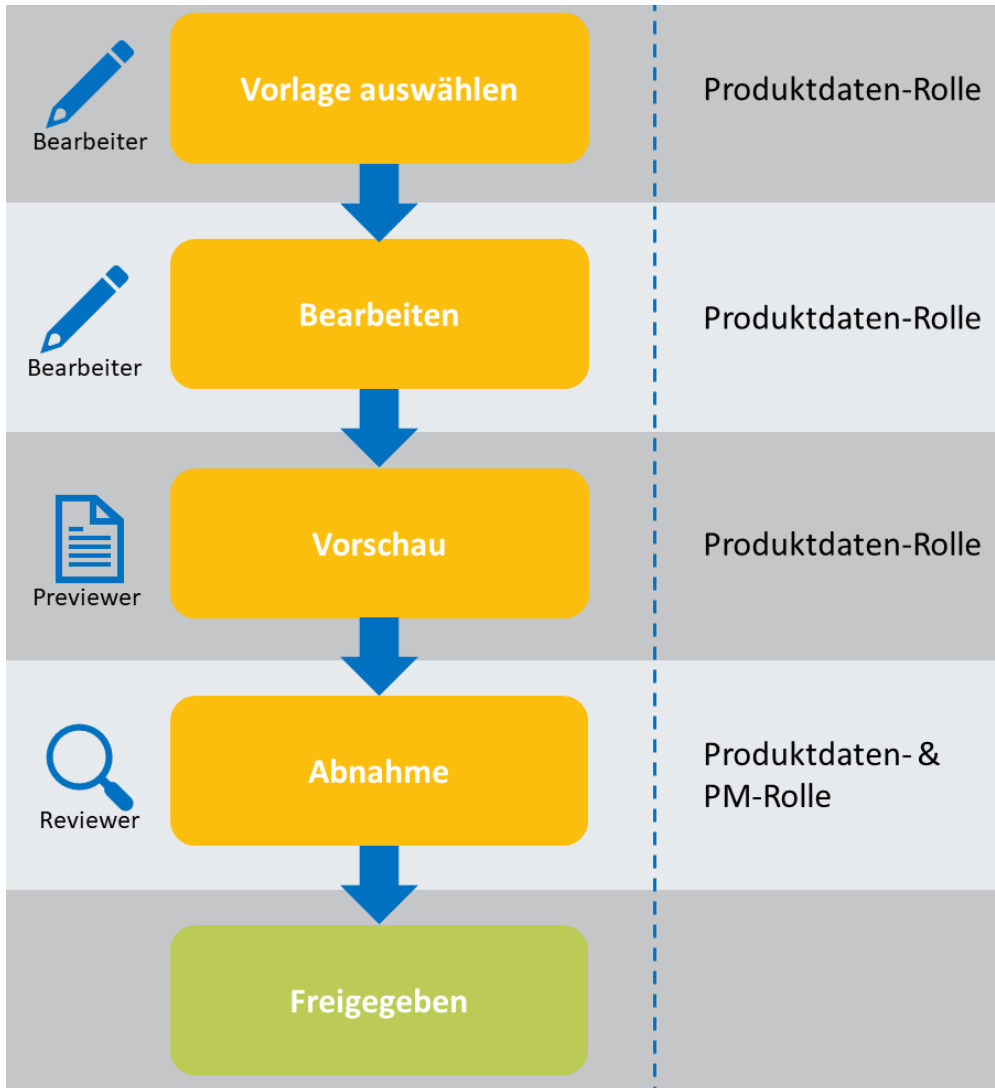 Vorlage auswählen
Produktdaten-Rolle
Bearbeiter
Bearbeiten
Produktdaten-Rolle
Bearbeiter
Vorschau
Produktdaten-Rolle
Previewer
Abnahme
Produktdaten- &
PM-Rolle
Reviewer
Freigegeben